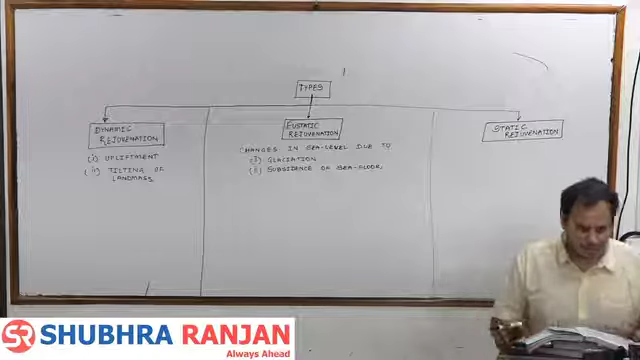 TYPES
DYNAMIC
REJUVENATION
(i) UPLIFTMENT
(ii) TILTING OF
LANDMASS
EUSTATIC
REJUVENATION
CHANGES IN SEA-LEVEL DUE TO
(i) GLACIATION
(ii) SUBSIDENCE OF SEA-FLOOR.
STATIC
REJUVENATION
SR SHUBHRA RANJAN
Always Ahead